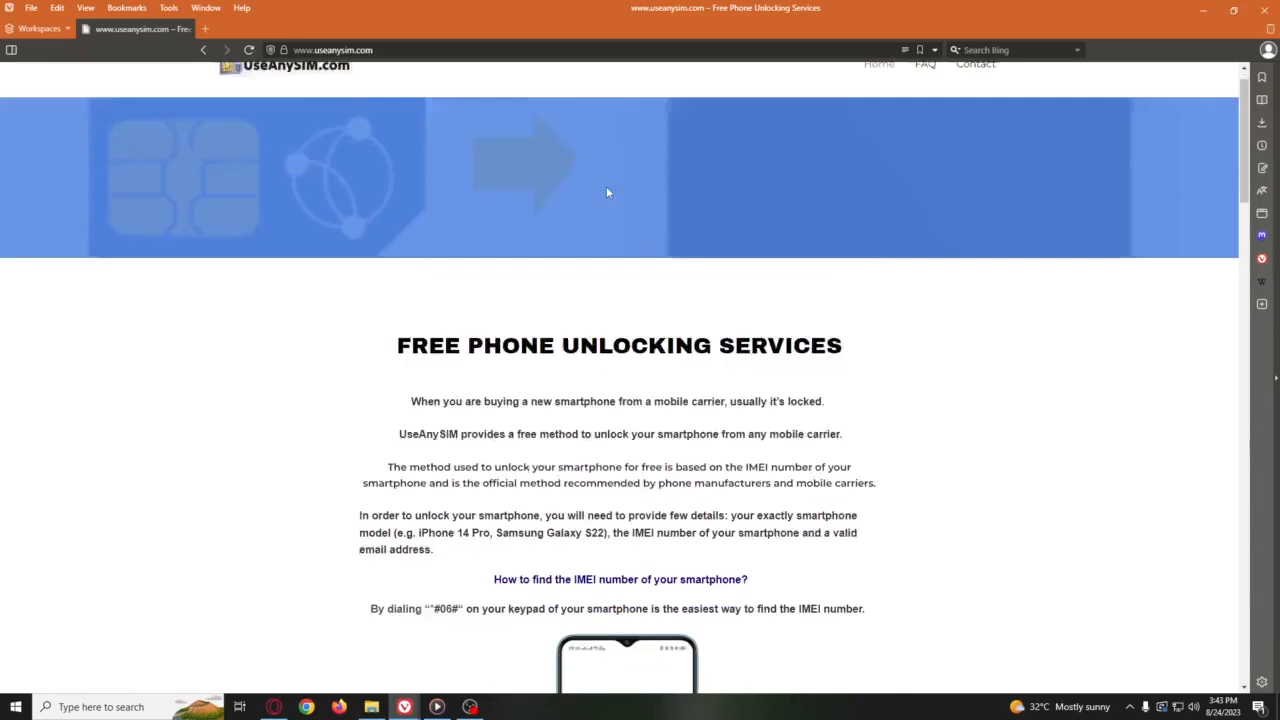 File Edit View Bookmarks Tools Window Help
www.useanysim.com – Free Phone Unlocking Services
Workspaces
www.useanysim.com – Fre
www.useanysim.com
Search Bing
UseAnySIM.com
Home FAQ Contact
FREE PHONE UNLOCKING SERVICES
When you are buying a new smartphone from a mobile carrier, usually it's locked.
UseAnySIM provides a free method to unlock your smartphone from any mobile carrier.
The method used to unlock your smartphone for free is based on the IMEI number of your
smartphone and is the official method recommended by phone manufacturers and mobile carriers.
In order to unlock your smartphone, you will need to provide few details: your exactly smartphone
model (e.g. iPhone 14 Pro, Samsung Galaxy S22), the IMEI number of your smartphone and a valid
email address.
How to find the IMEI number of your smartphone?
By dialing “*#06#“ on your keypad of your smartphone is the easiest way to find the IMEI number.
Type here to search
32°C Mostly sunny
3:43 PM
8/24/2023